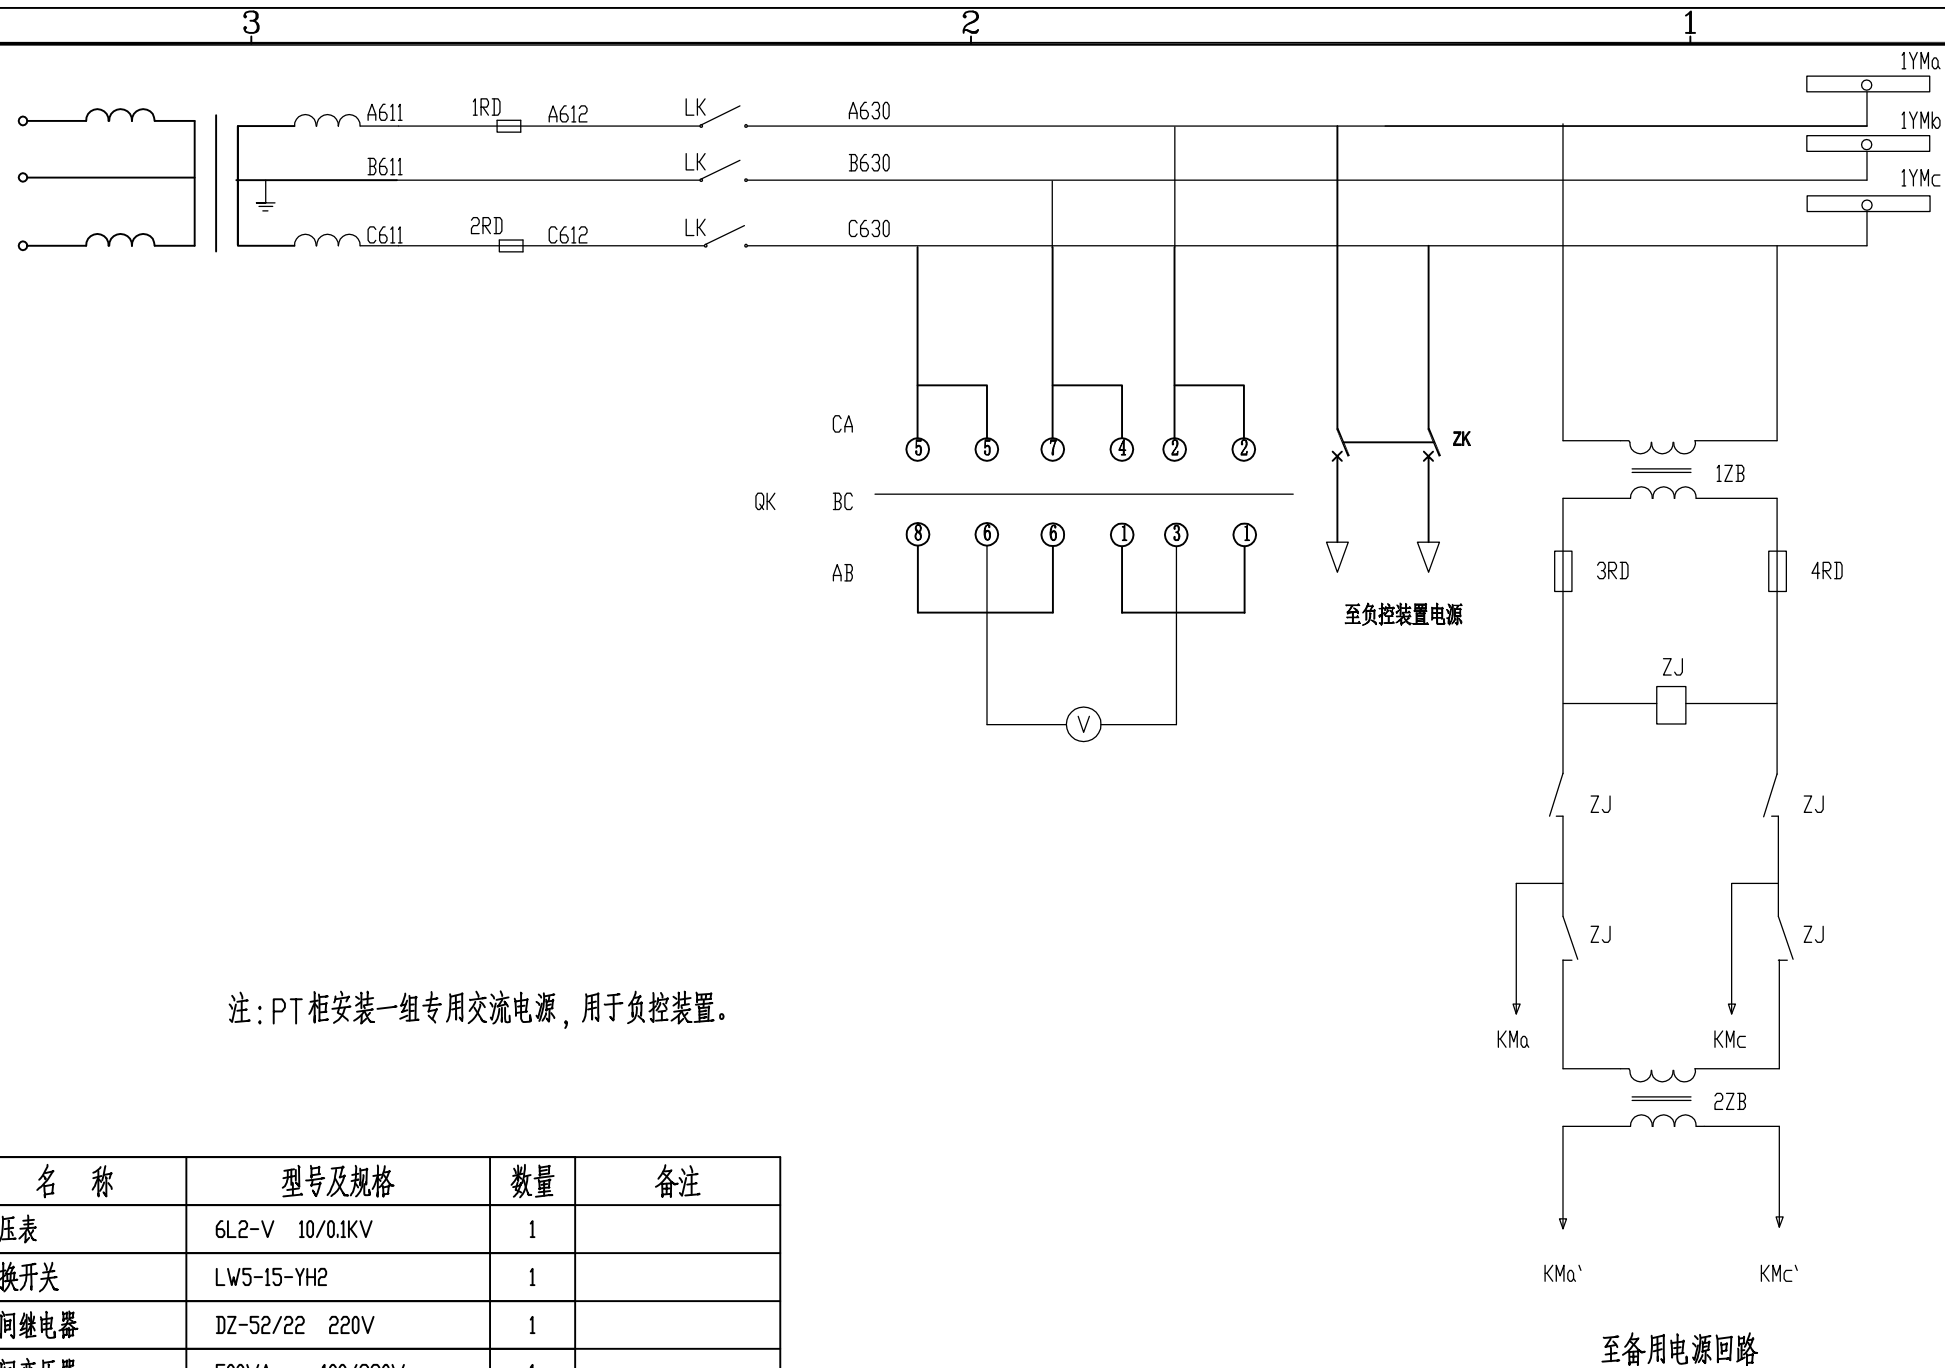 3 2 1
1YMa
A611 1RD A612 LK A630
1YMb
B611 LK B630
1YMc
C611 2RD C612 LK C630
CA
5 5 7 4 2 2
ZK
1ZB
QK BC
8 6 6 1 3 1
AB
3RD 4RD
至负控装置电源
ZJ
V
ZJ ZJ
ZJ ZJ
注:PT柜安装一组专用交流电源,用于负控装置。
KMa KMc
2ZB
名 称 型号及规格 数量 备注
压表 6L2-V 10/0.1KV 1
换开关 LW5-15-YH2 1
KMa` KMc`
间继电器 DZ-52/22 220V 1
至备用电源回路